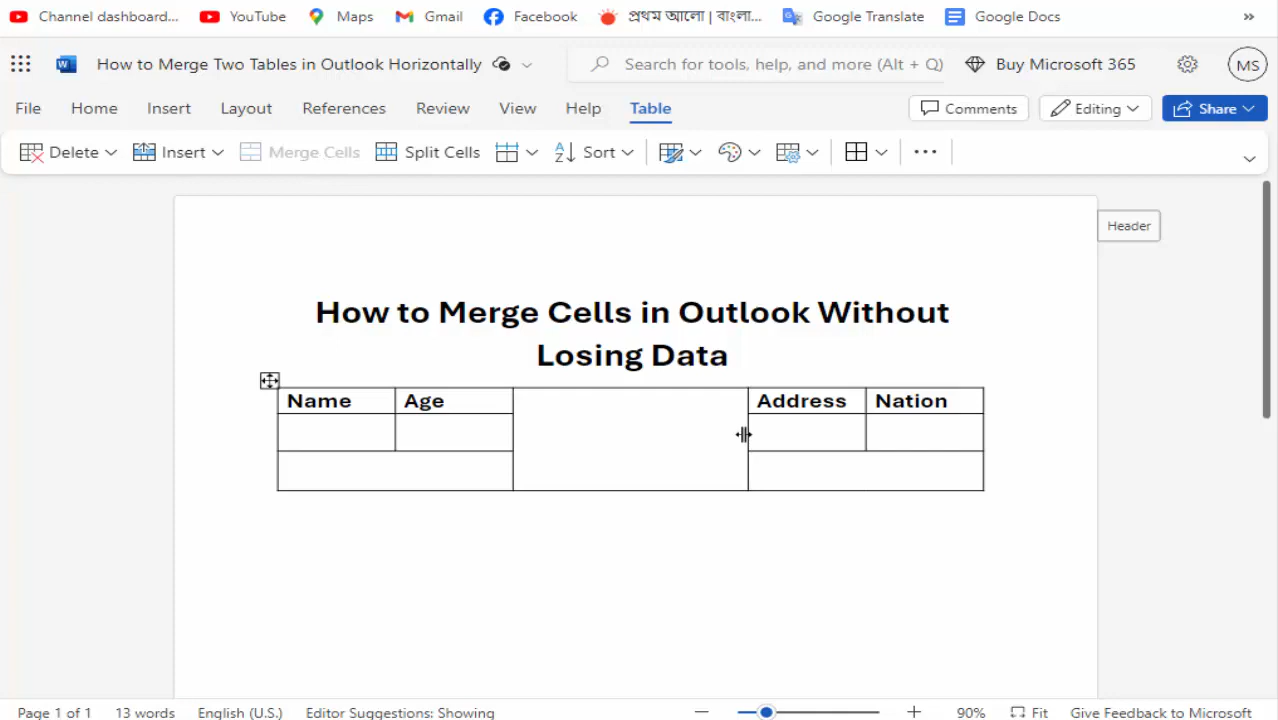 Channel dashboard... YouTube Maps Gmail Facebook প্রথম আলো | বাংলা... Google Translate Google Docs »
How to Merge Two Tables in Outlook Horizontally Search for tools, help, and more (Alt + Q) Buy Microsoft 365 MS
File Home Insert Layout References Review View Help Table Comments Editing Share
Delete Insert Merge Cells Split Cells Sort ...
Header
How to Merge Cells in Outlook Without
Losing Data
Name Age Address Nation
Page 1 of 1 13 words English (U.S.) Editor Suggestions: Showing 90% Fit Give Feedback to Microsoft